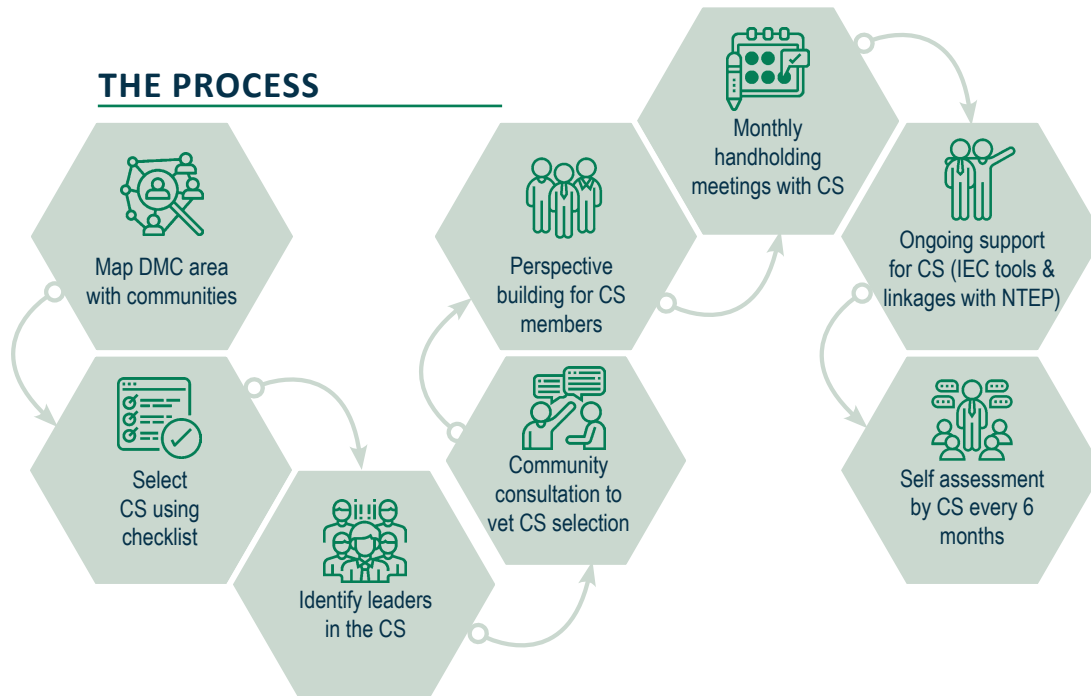 THE PROCESS
Map DMC area
with communities
Select
CS using
checklist
Identify leaders
in the CS
Community
consultation to
vet CS selection
Perspective
building for CS
members
Monthly
handholding
meetings with CS
Ongoing support
for CS (IEC tools &
linkages with NTEP)
Self assessment
by CS every 6
months